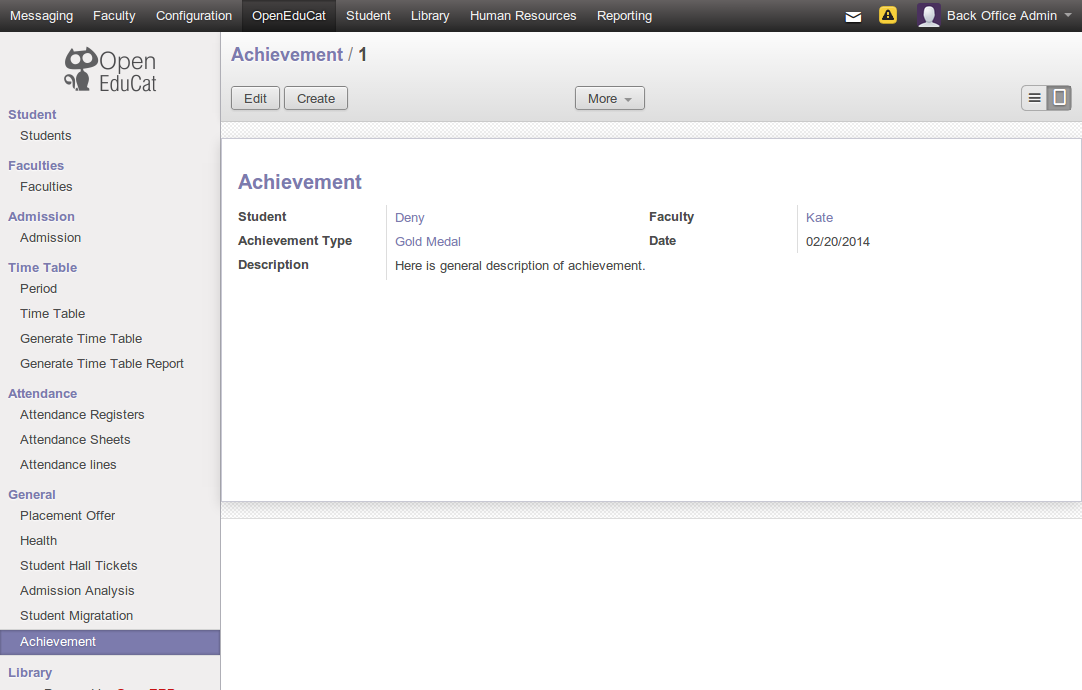 Messaging Faculty Configuration OpenEduCat Student Library Human Resources Reporting Back Office Admin
Open
EduCat
Student
Students
Faculties
Faculties
Admission
Admission
Time Table
Period
Time Table
Generate Time Table
Generate Time Table Report
Attendance
Attendance Registers
Attendance Sheets
Attendance lines
General
Placement Offer
Health
Student Hall Tickets
Admission Analysis
Student Migratation
Achievement
Library
Achievement / 1
Edit Create More
Achievement
Student Deny Faculty Kate
Achievement Type Gold Medal Date 02/20/2014
Description Here is general description of achievement.